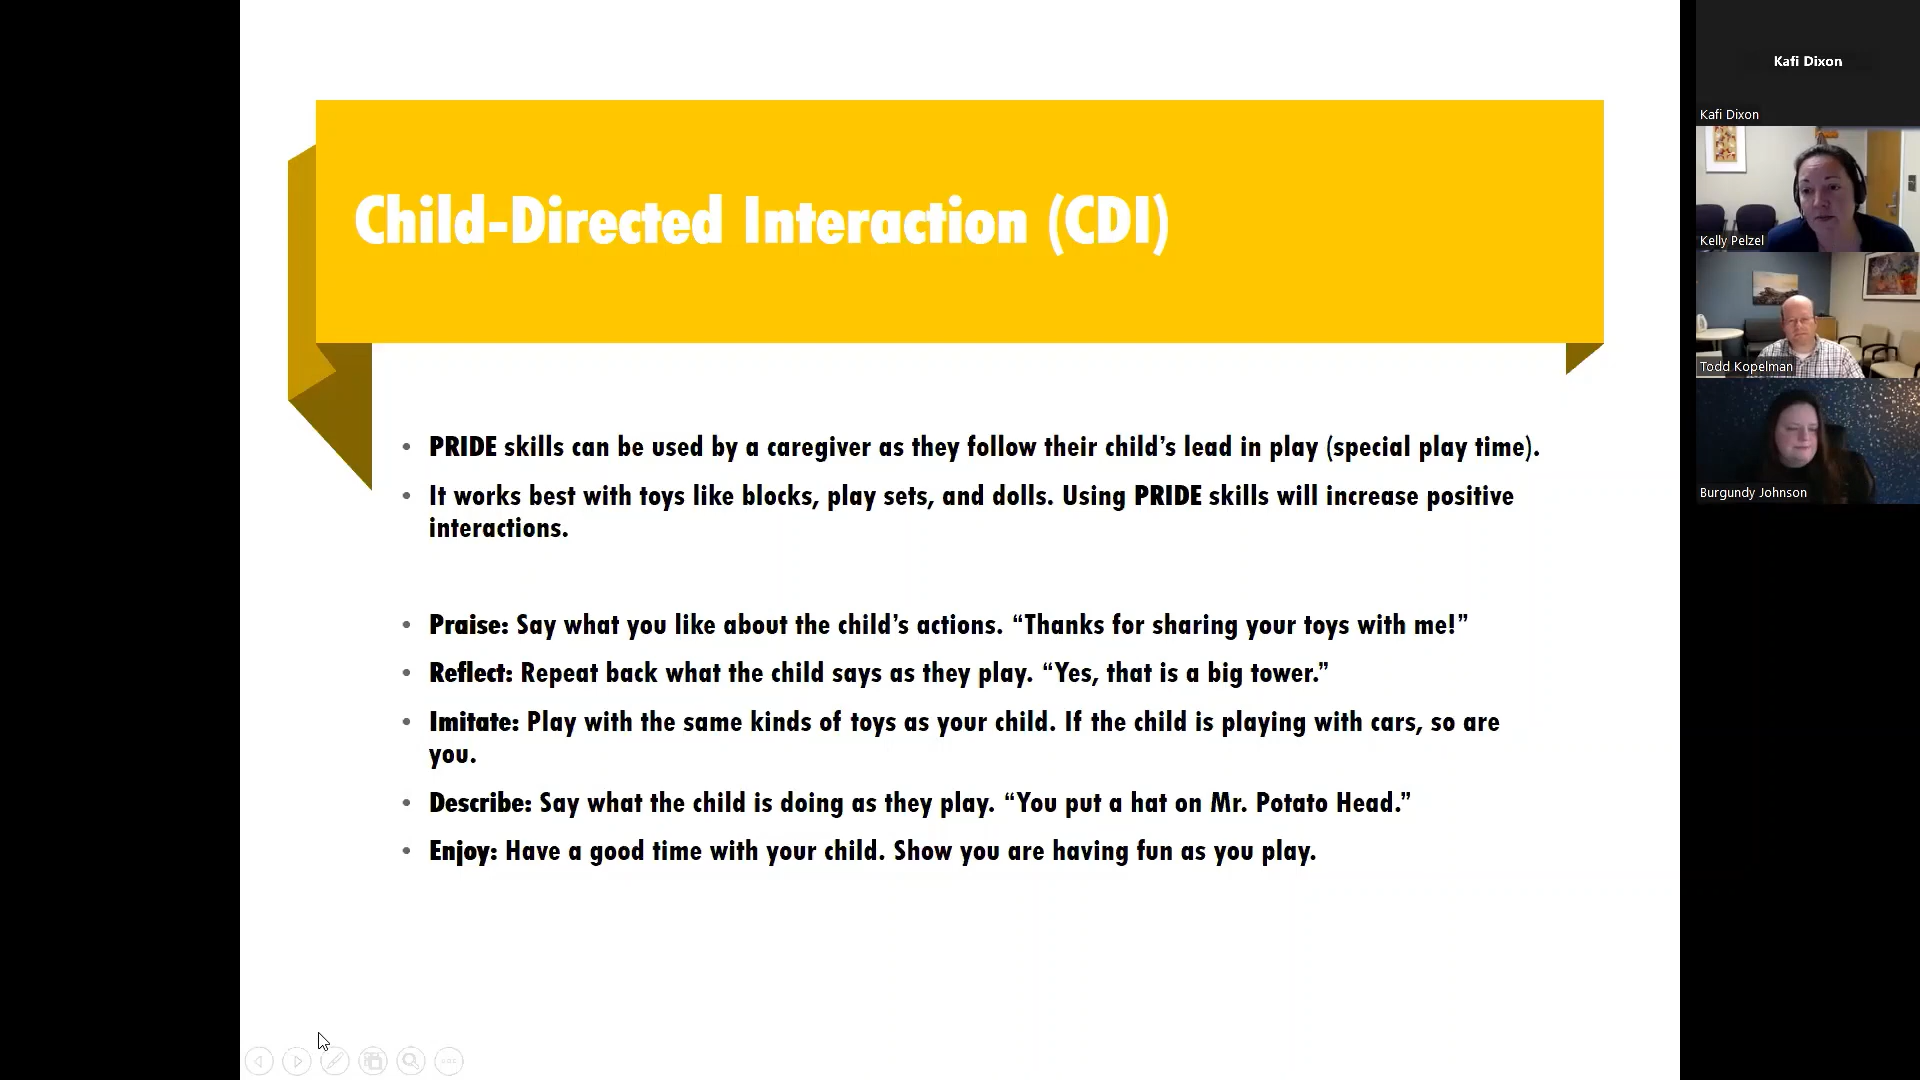 Child-Directed Interaction (CDI)
• PRIDE skills can be used by a caregiver as they follow their child’s lead in play (special play time).
• It works best with toys like blocks, play sets, and dolls. Using PRIDE skills will increase positive
interactions.
• Praise: Say what you like about the child’s actions. “Thanks for sharing your toys with me!”
• Reflect: Repeat back what the child says as they play. “Yes, that is a big tower.”
• Imitate: Play with the same kinds of toys as your child. If the child is playing with cars, so are
you.
• Describe: Say what the child is doing as they play. “You put a hat on Mr. Potato Head.”
• Enjoy: Have a good time with your child. Show you are having fun as you play.
Kafi Dixon
Kafi Dixon
Kelly Pelzel
Todd Kopelman
Burgundy Johnson